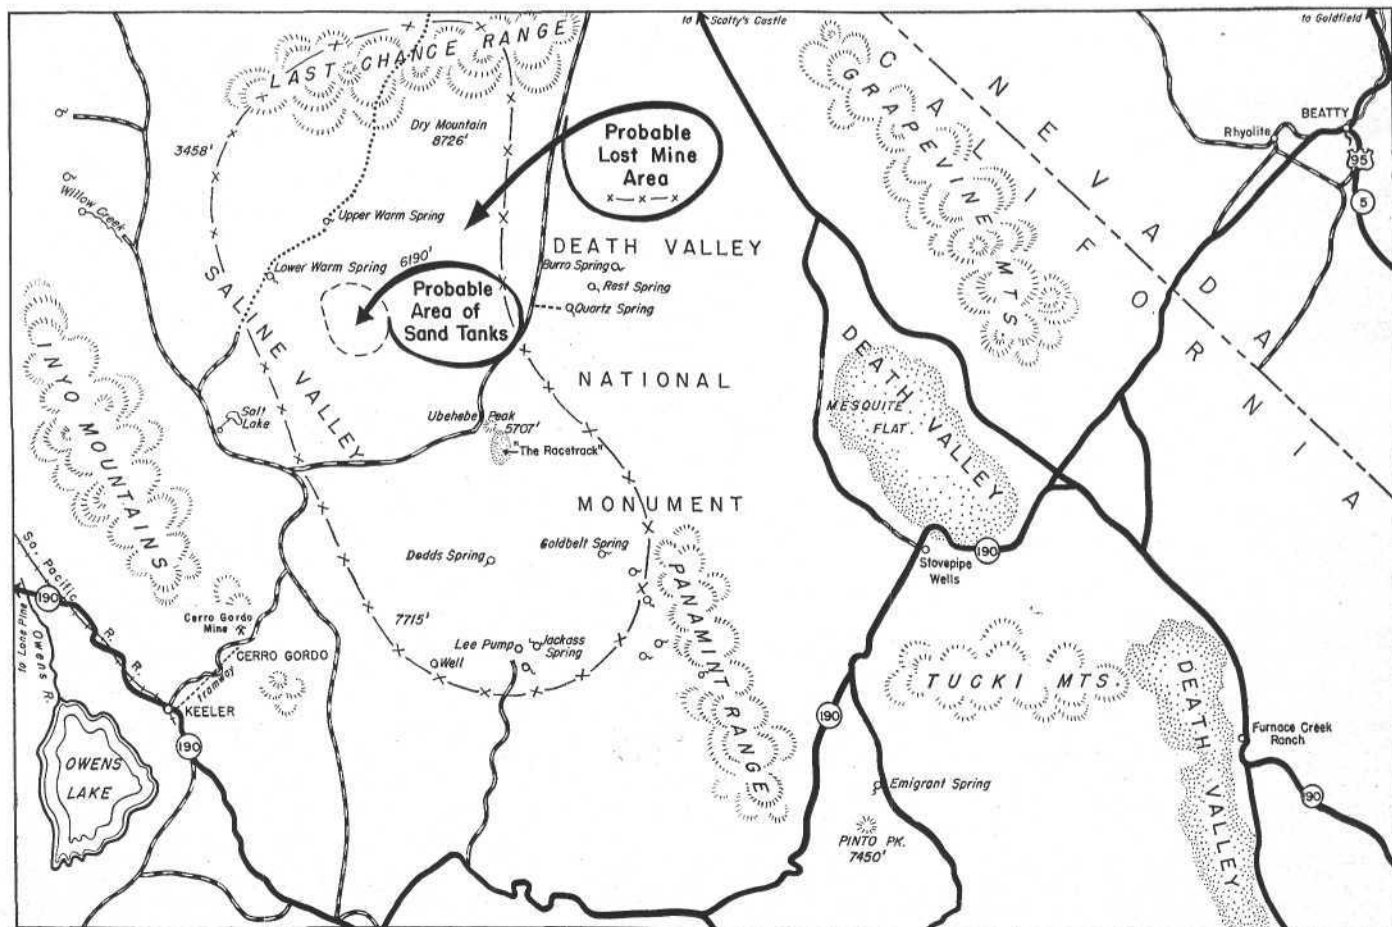 to Scotty's Castle
to Goldfield
LAST CHANCE RANGE
Dry Mountain
8726'
3458'
Probable
Lost Mine
Area
x — x — x
Willow Creek
Upper Warm Spring
Lower Warm Spring
6190'
Probable
Area of
Sand Tanks
SALINE VALLEY
DEATH VALLEY
Burro Spring
Rest Spring
Quartz Spring
NATIONAL
MONUMENT
GRAPEVINE MTS.
NEVADA
CALIFORNIA
BEATTY
Rhyolite
95
5
INYO MOUNTAINS
Salt
Lake
Ubehebe Peak
5707'
"The Racetrack"
DEATH VALLEY
MESQUITE
FLAT
Dodds Spring
Goldbelt Spring
190
Stovepipe
Wells
So. Pacific R. R.
190
to Lone Pine
Owens R.
Cerro Gordo
Mine
CERRO GORDO
tramway
KEELER
190
OWENS
LAKE
7715'
Lee Pump
Jackass
Spring
Well
PANAMINT RANGE
TUCKI MTS.
DEATH VALLEY
190
Furnace Creek
Ranch
190
Emigrant Spring
PINTO PK.
7450'